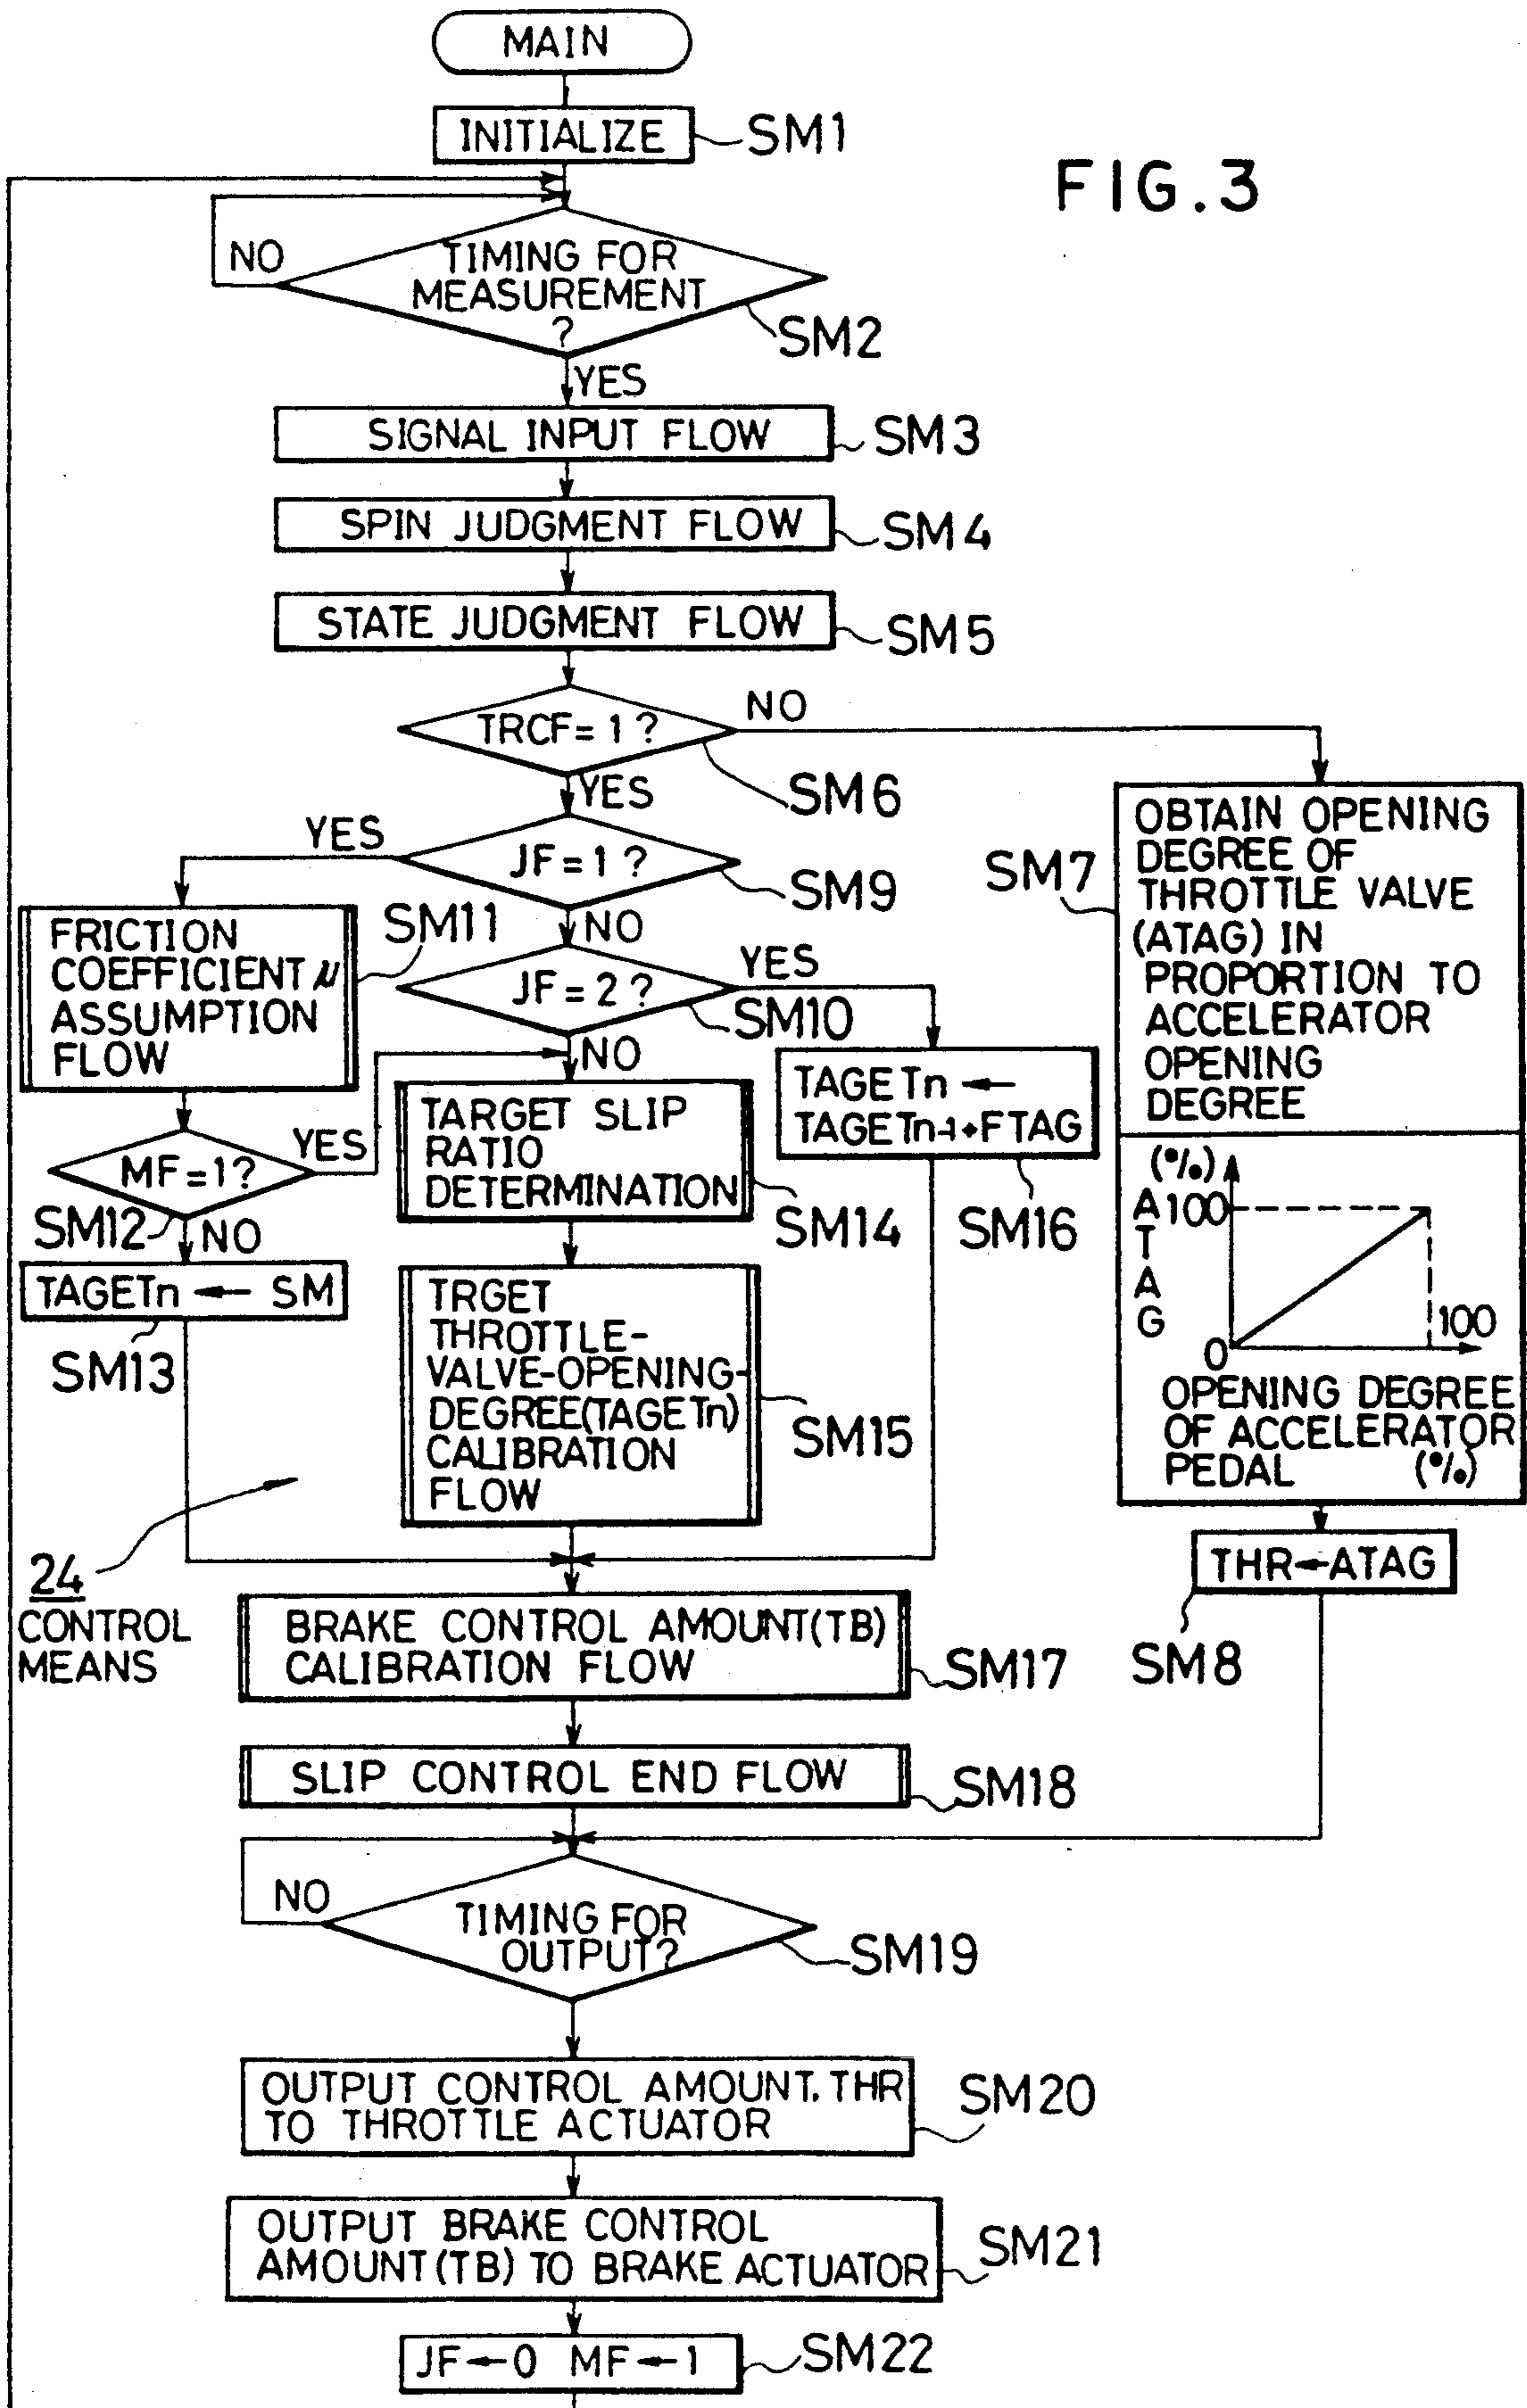 MAIN
INITIALIZE
SM1
FIG.3
NO
TIMING FOR
MEASUREMENT
?
SM2
YES
SIGNAL INPUT FLOW
SM3
SPIN JUDGMENT FLOW
SM4
STATE JUDGMENT FLOW
SM5
TRCF=1?
NO
SM6
YES
YES
JF=1?
SM9
NO
SM7
OBTAIN OPENING
DEGREE OF
THROTTLE VALVE
(ATAG) IN
PROPORTION TO
ACCELERATOR
OPENING
DEGREE
(%)
ATAG
100
0
100
OPENING DEGREE
OF ACCELERATOR
PEDAL (%)
FRICTION
COEFFICIENT μ
ASSUMPTION
FLOW
SM11
JF=2?
YES
SM10
NO
TAGETn ←
TAGETn-1+FTAG
SM16
MF=1?
YES
SM12
NO
TARGET SLIP
RATIO
DETERMINATION
SM14
TAGETn ← SM
SM13
TRGET
THROTTLE-
VALVE-OPENING-
DEGREE(TAGETn)
CALIBRATION
FLOW
SM15
THR←ATAG
SM8
24
CONTROL
MEANS
BRAKE CONTROL AMOUNT(TB)
CALIBRATION FLOW
SM17
SLIP CONTROL END FLOW
SM18
NO
TIMING FOR
OUTPUT?
SM19
OUTPUT CONTROL AMOUNT.THR
TO THROTTLE ACTUATOR
SM20
OUTPUT BRAKE CONTROL
AMOUNT(TB) TO BRAKE ACTUATOR
SM21
JF←0 MF←1
SM22